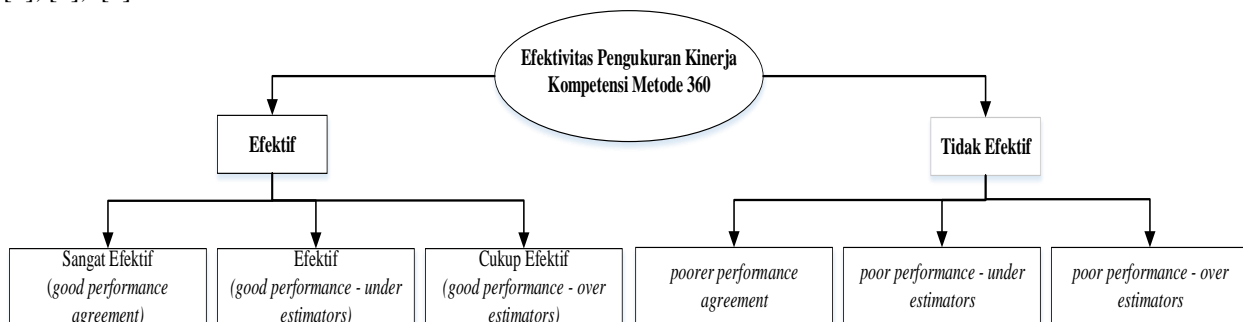 Efektivitas Pengukuran Kinerja
Kompetensi Metode 360
Efektif
Tidak Efektif
Sangat Efektif
(good performance
agreement)
Efektif
(good performance - under
estimators)
Cukup Efektif
(good performance - over
estimators)
poorer performance
agreement
poor performance - under
estimators
poor performance - over
estimators